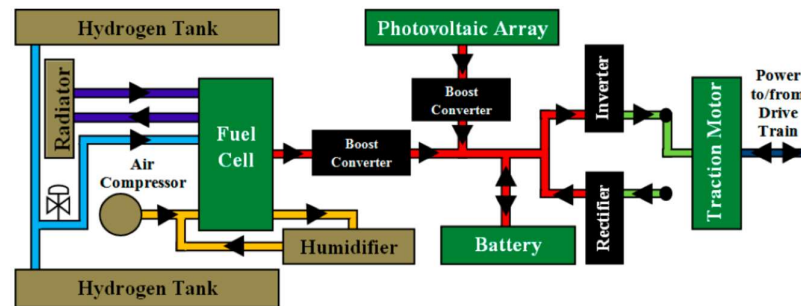 Hydrogen Tank
Photovoltaic Array
Radiator
Fuel
Cell
Boost
Converter
Boost
Converter
Inverter
Traction Motor
Power
to/from
Drive
Train
Air
Compressor
Humidifier
Battery
Rectifier
Hydrogen Tank